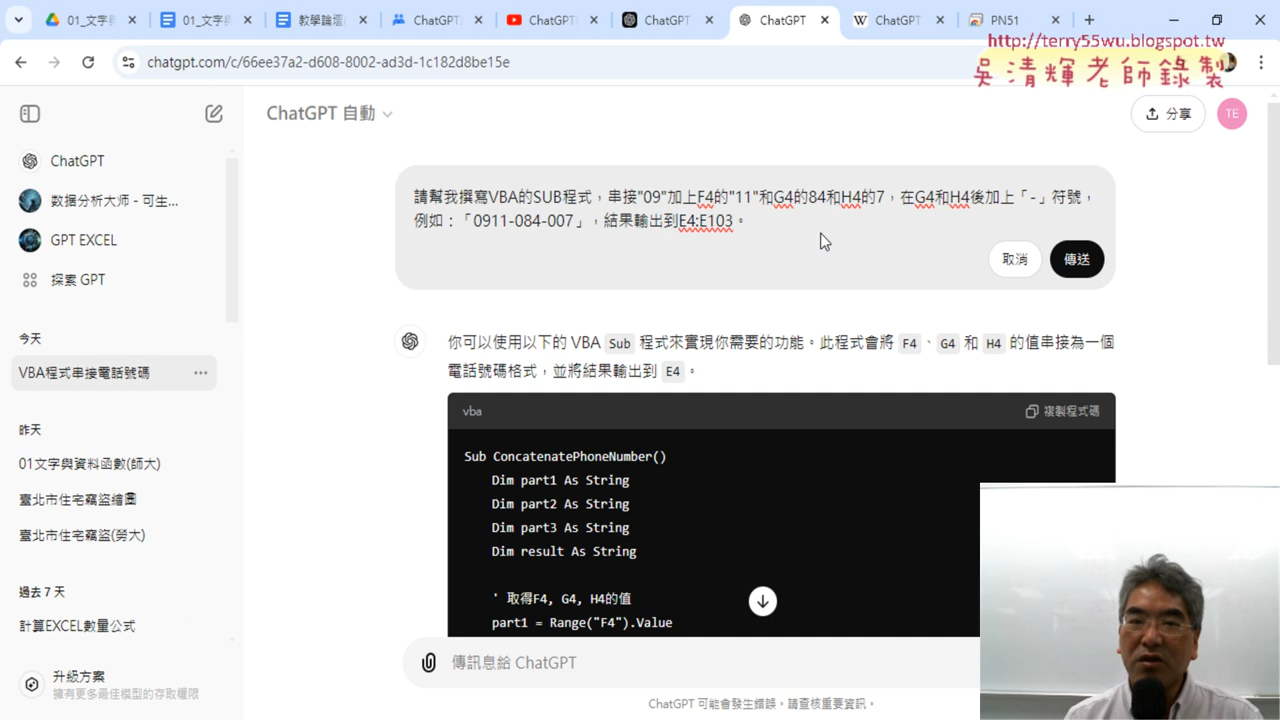 01_文字與
01_文字與
教學論壇
ChatGPT
ChatGPT
ChatGPT
ChatGPT
ChatGPT
PN51
chatgpt.com/c/66ee37a2-d608-8002-ad3d-1c182d8be15e
http://terry55wu.blogspot.tw
吳清輝老師錄製
ChatGPT 自動
分享
TE
ChatGPT
数据分析大师 - 可生...
GPT EXCEL
探索 GPT
今天
VBA程式串接電話號碼
昨天
01文字與資料函數(師大)
臺北市住宅竊盜繪圖
臺北市住宅竊盜(勞大)
過去 7 天
計算EXCEL數量公式
升級方案
擁有更多最佳模型的存取權限
請幫我撰寫VBA的SUB程式，串接"09"加上F4的"11"和G4的84和H4的7，在G4和H4後加上「-」符號，
例如：「0911-084-007」，結果輸出到E4:E103。
取消
傳送
你可以使用以下的 VBA Sub 程式來實現你需要的功能。此程式會將 F4 、 G4 和 H4 的值串接為一個
電話號碼格式，並將結果輸出到 E4 。
vba
複製程式碼
Sub ConcatenatePhoneNumber()
Dim part1 As String
Dim part2 As String
Dim part3 As String
Dim result As String
' 取得F4, G4, H4的值
part1 = Range("F4").Value
傳訊息給 ChatGPT
ChatGPT 可能會發生錯誤。請查核重要資訊。